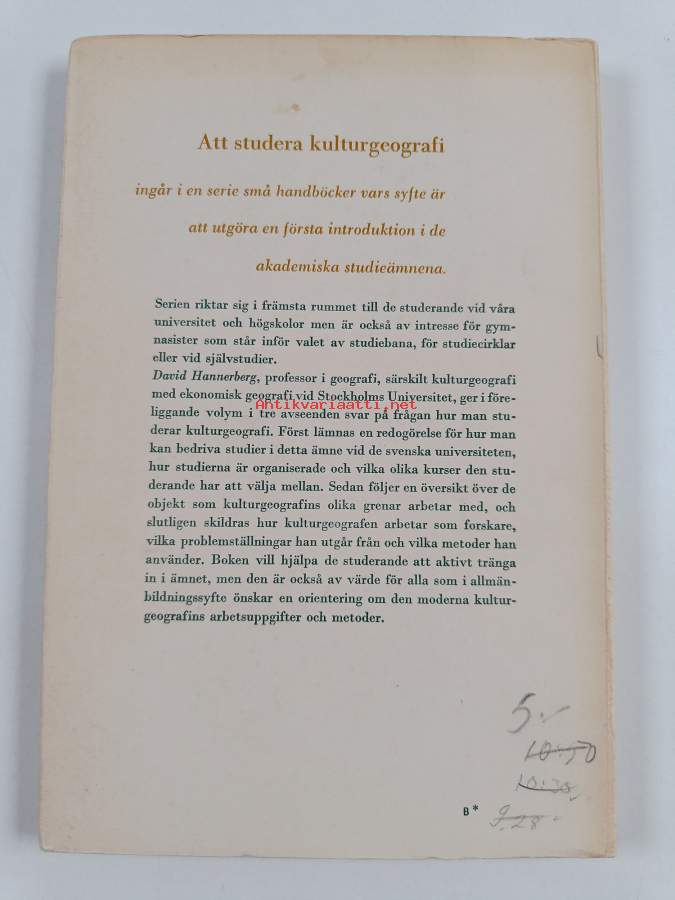 Att studera kulturgeografi
ingår i en serie små handböcker vars syfte är
att utgöra en första introduktion i de
akademiska studieämnena.
Serien riktar sig i främsta rummet till de studerande vid våra
universitet och högskolor men är också av intresse för gym-
nasister som står inför valet av studiebana, för studiecirklar
eller vid självstudier.
David Hannerberg, professor i geografi, särskilt kulturgeografi
med ekonomisk geografi vid Stockholms Universitet, ger i före-
Antikvariaatti.net
liggande volym i tre avseenden svar på frågan hur man stu-
derar kulturgeografi. Först lämnas en redogörelse för hur man
kan bedriva studier i detta ämne vid de svenska universiteten,
hur studierna är organiserade och vilka olika kurser den stu-
derande har att välja mellan. Sedan följer en översikt över de
objekt som kulturgeografins olika grenar arbetar med, och
slutligen skildras hur kulturgeografen arbetar som forskare,
vilka problemställningar han utgår från och vilka metoder han
använder. Boken vill hjälpa de studerande att aktivt tränga
in i ämnet, men den är också av värde för alla som i allmän-
bildningssyfte önskar en orientering om den moderna kultur-
geografins arbetsuppgifter och metoder.
5.-
10:50
B*
9.28